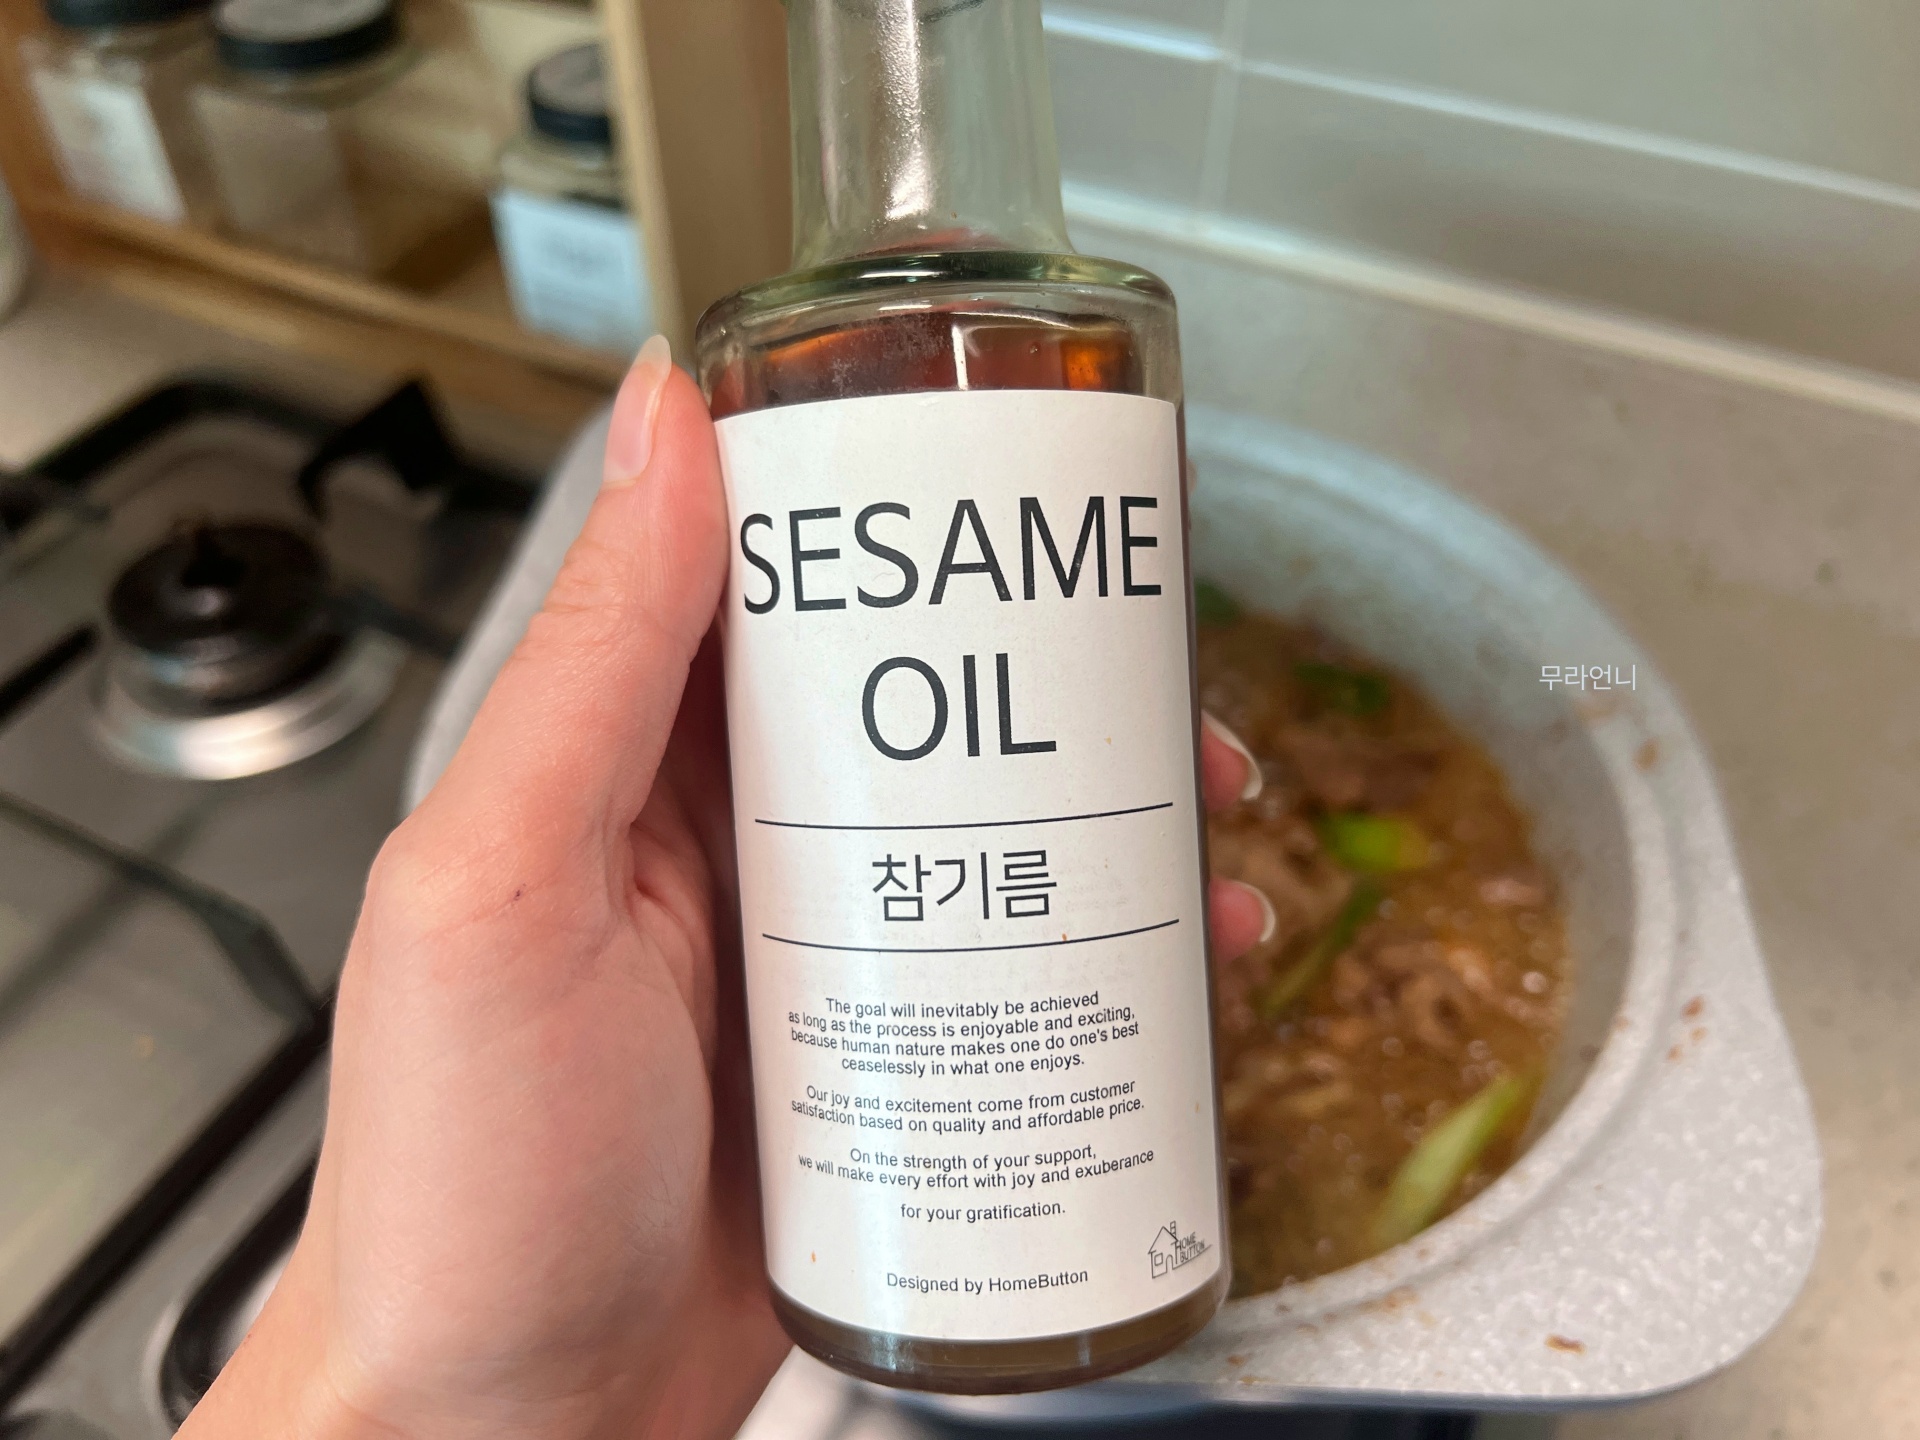 SESAME
OIL
참기름
The goal will inevitably be achieved
as long as the process is enjoyable and exciting,
because human nature makes one do one's best
ceaselessly in what one enjoys.
Our joy and excitement come from customer
satisfaction based on quality and affordable price.
On the strength of your support,
we will make every effort with joy and exuberance
for your gratification.
HOME
BUTTON
Designed by HomeButton
무라언니